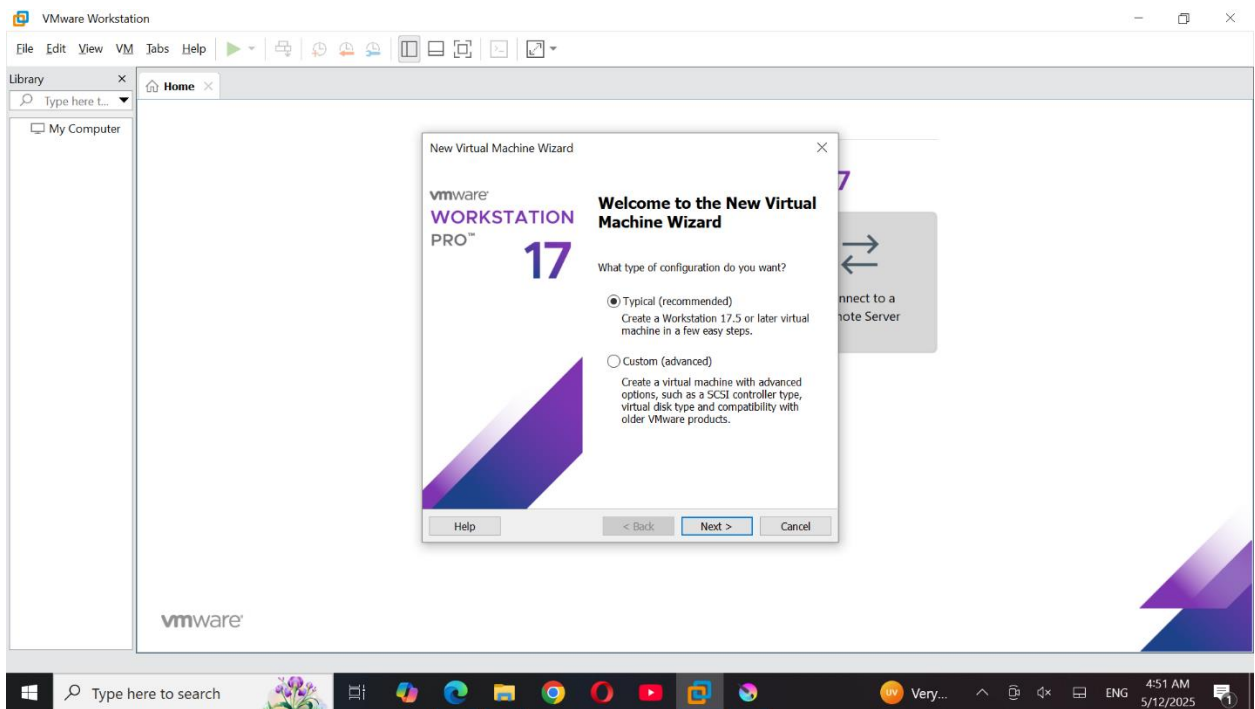 VMware Workstation
File Edit View VM Tabs Help
Library
Type here t...
Home
My Computer
New Virtual Machine Wizard
vmware
WORKSTATION
PRO™
17
Welcome to the New Virtual
Machine Wizard
What type of configuration do you want?
Typical (recommended)
Create a Workstation 17.5 or later virtual
machine in a few easy steps.
Custom (advanced)
Create a virtual machine with advanced
options, such as a SCSI controller type,
virtual disk type and compatibility with
older VMware products.
Help < Back Next > Cancel
7
nnect to a
note Server
vmware
Type here to search
UV Very... ENG
4:51 AM
5/12/2025
1